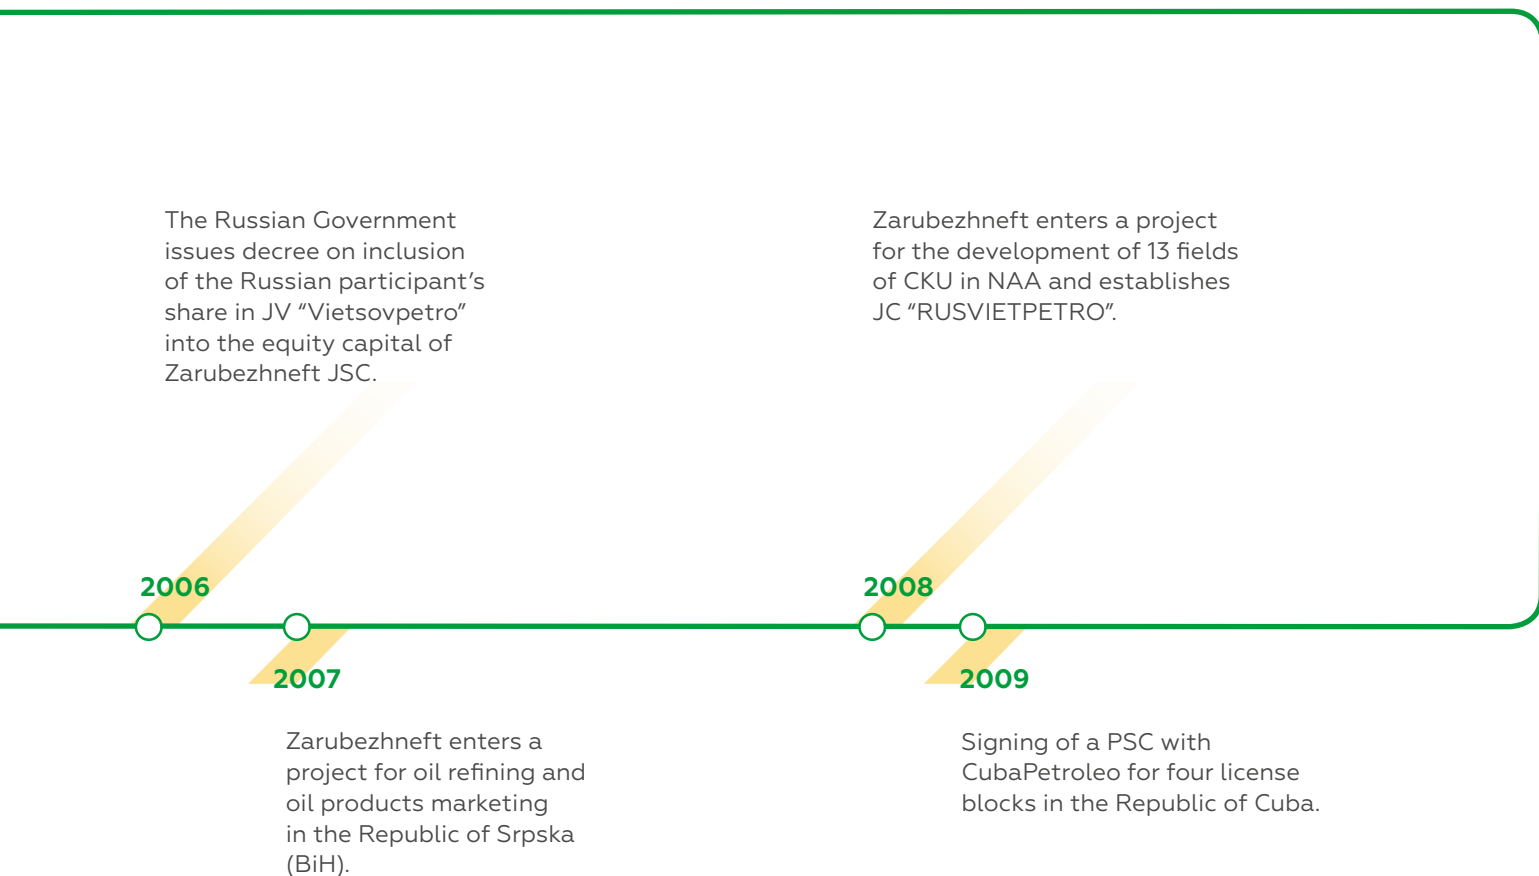 The Russian Government
issues decree on inclusion
of the Russian participant’s
share in JV “Vietsovpetro”
into the equity capital of
Zarubezhneft JSC.
2006
2007
Zarubezhneft enters a
project for oil refining and
oil products marketing
in the Republic of Srpska
(BiH).
Zarubezhneft enters a project
for the development of 13 fields
of CKU in NAA and establishes
JC “RUSVIETPETRO”.
2008
2009
Signing of a PSC with
CubaPetroleo for four license
blocks in the Republic of Cuba.